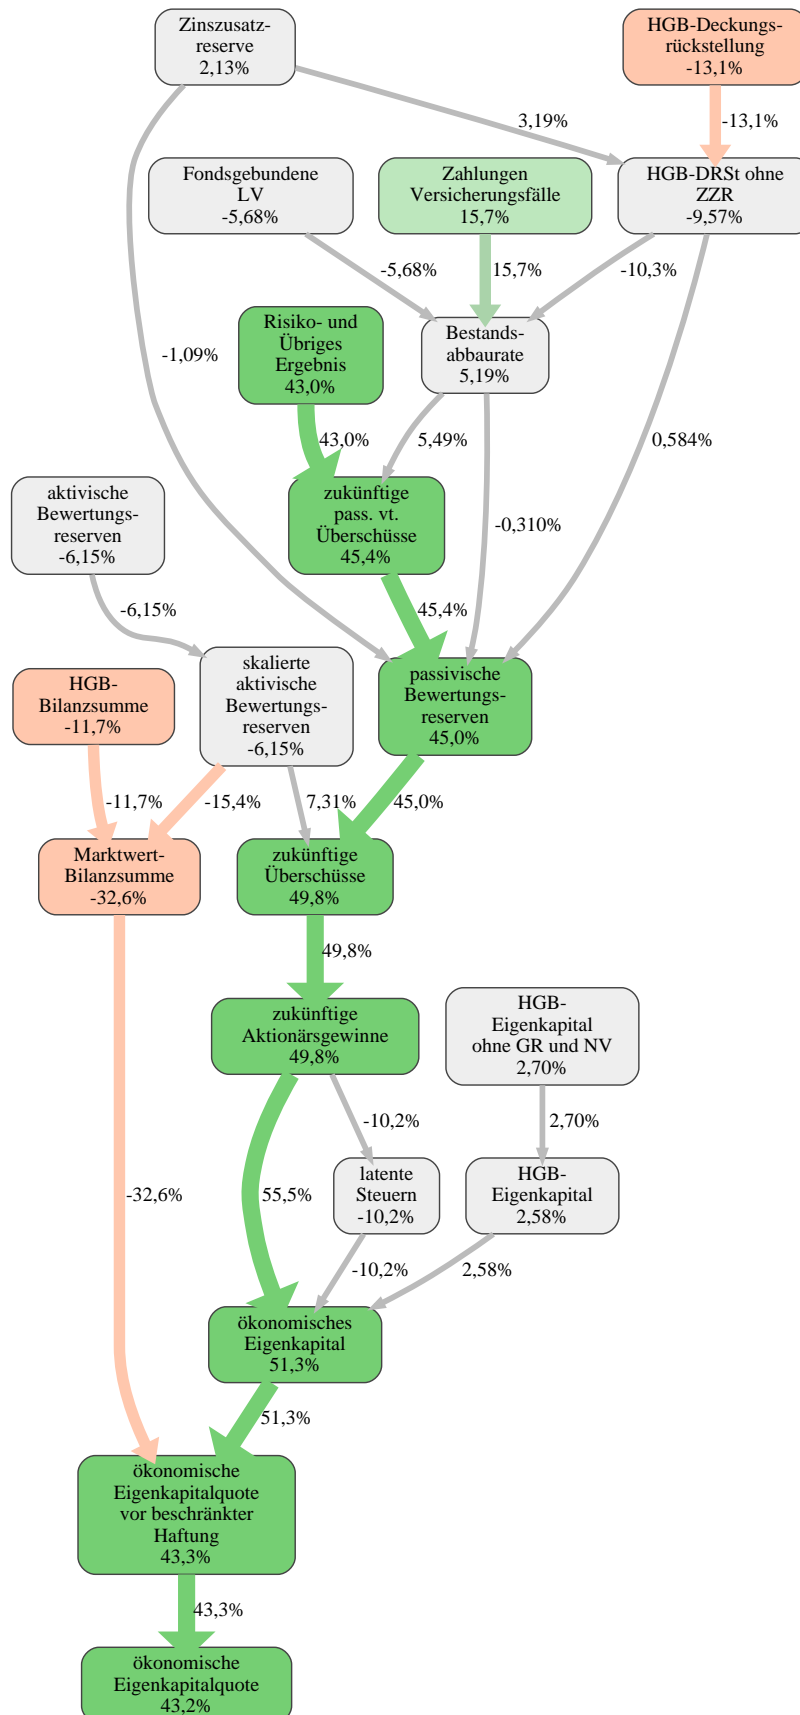 Zinszusatz-
reserve
2,13%
HGB-Deckungs-
rückstellung
-13,1%
3,19%
-13,1%
Fondsgebundene
LV
-5,68%
Zahlungen
Versicherungsfälle
15,7%
HGB-DRSt ohne
ZZR
-9,57%
-5,68%
15,7%
-10,3%
Risiko- und
Übriges
Ergebnis
43,0%
Bestands-
abbaurate
5,19%
-1,09%
43,0%
5,49%
0,584%
aktivische
Bewertungs-
reserven
-6,15%
zukünftige
pass. vt.
Überschüsse
45,4%
-0,310%
-6,15%
45,4%
HGB-
Bilanzsumme
-11,7%
skalierte
aktivische
Bewertungs-
reserven
-6,15%
passivische
Bewertungs-
reserven
45,0%
-11,7%
-15,4%
7,31%
45,0%
Marktwert-
Bilanzsumme
-32,6%
zukünftige
Überschüsse
49,8%
49,8%
zukünftige
Aktionärsgewinne
49,8%
HGB-
Eigenkapital
ohne GR und NV
2,70%
-10,2%
2,70%
-32,6%
55,5%
latente
Steuern
-10,2%
HGB-
Eigenkapital
2,58%
-10,2%
2,58%
ökonomisches
Eigenkapital
51,3%
51,3%
ökonomische
Eigenkapitalquote
vor beschränkter
Haftung
43,3%
43,3%
ökonomische
Eigenkapitalquote
43,2%